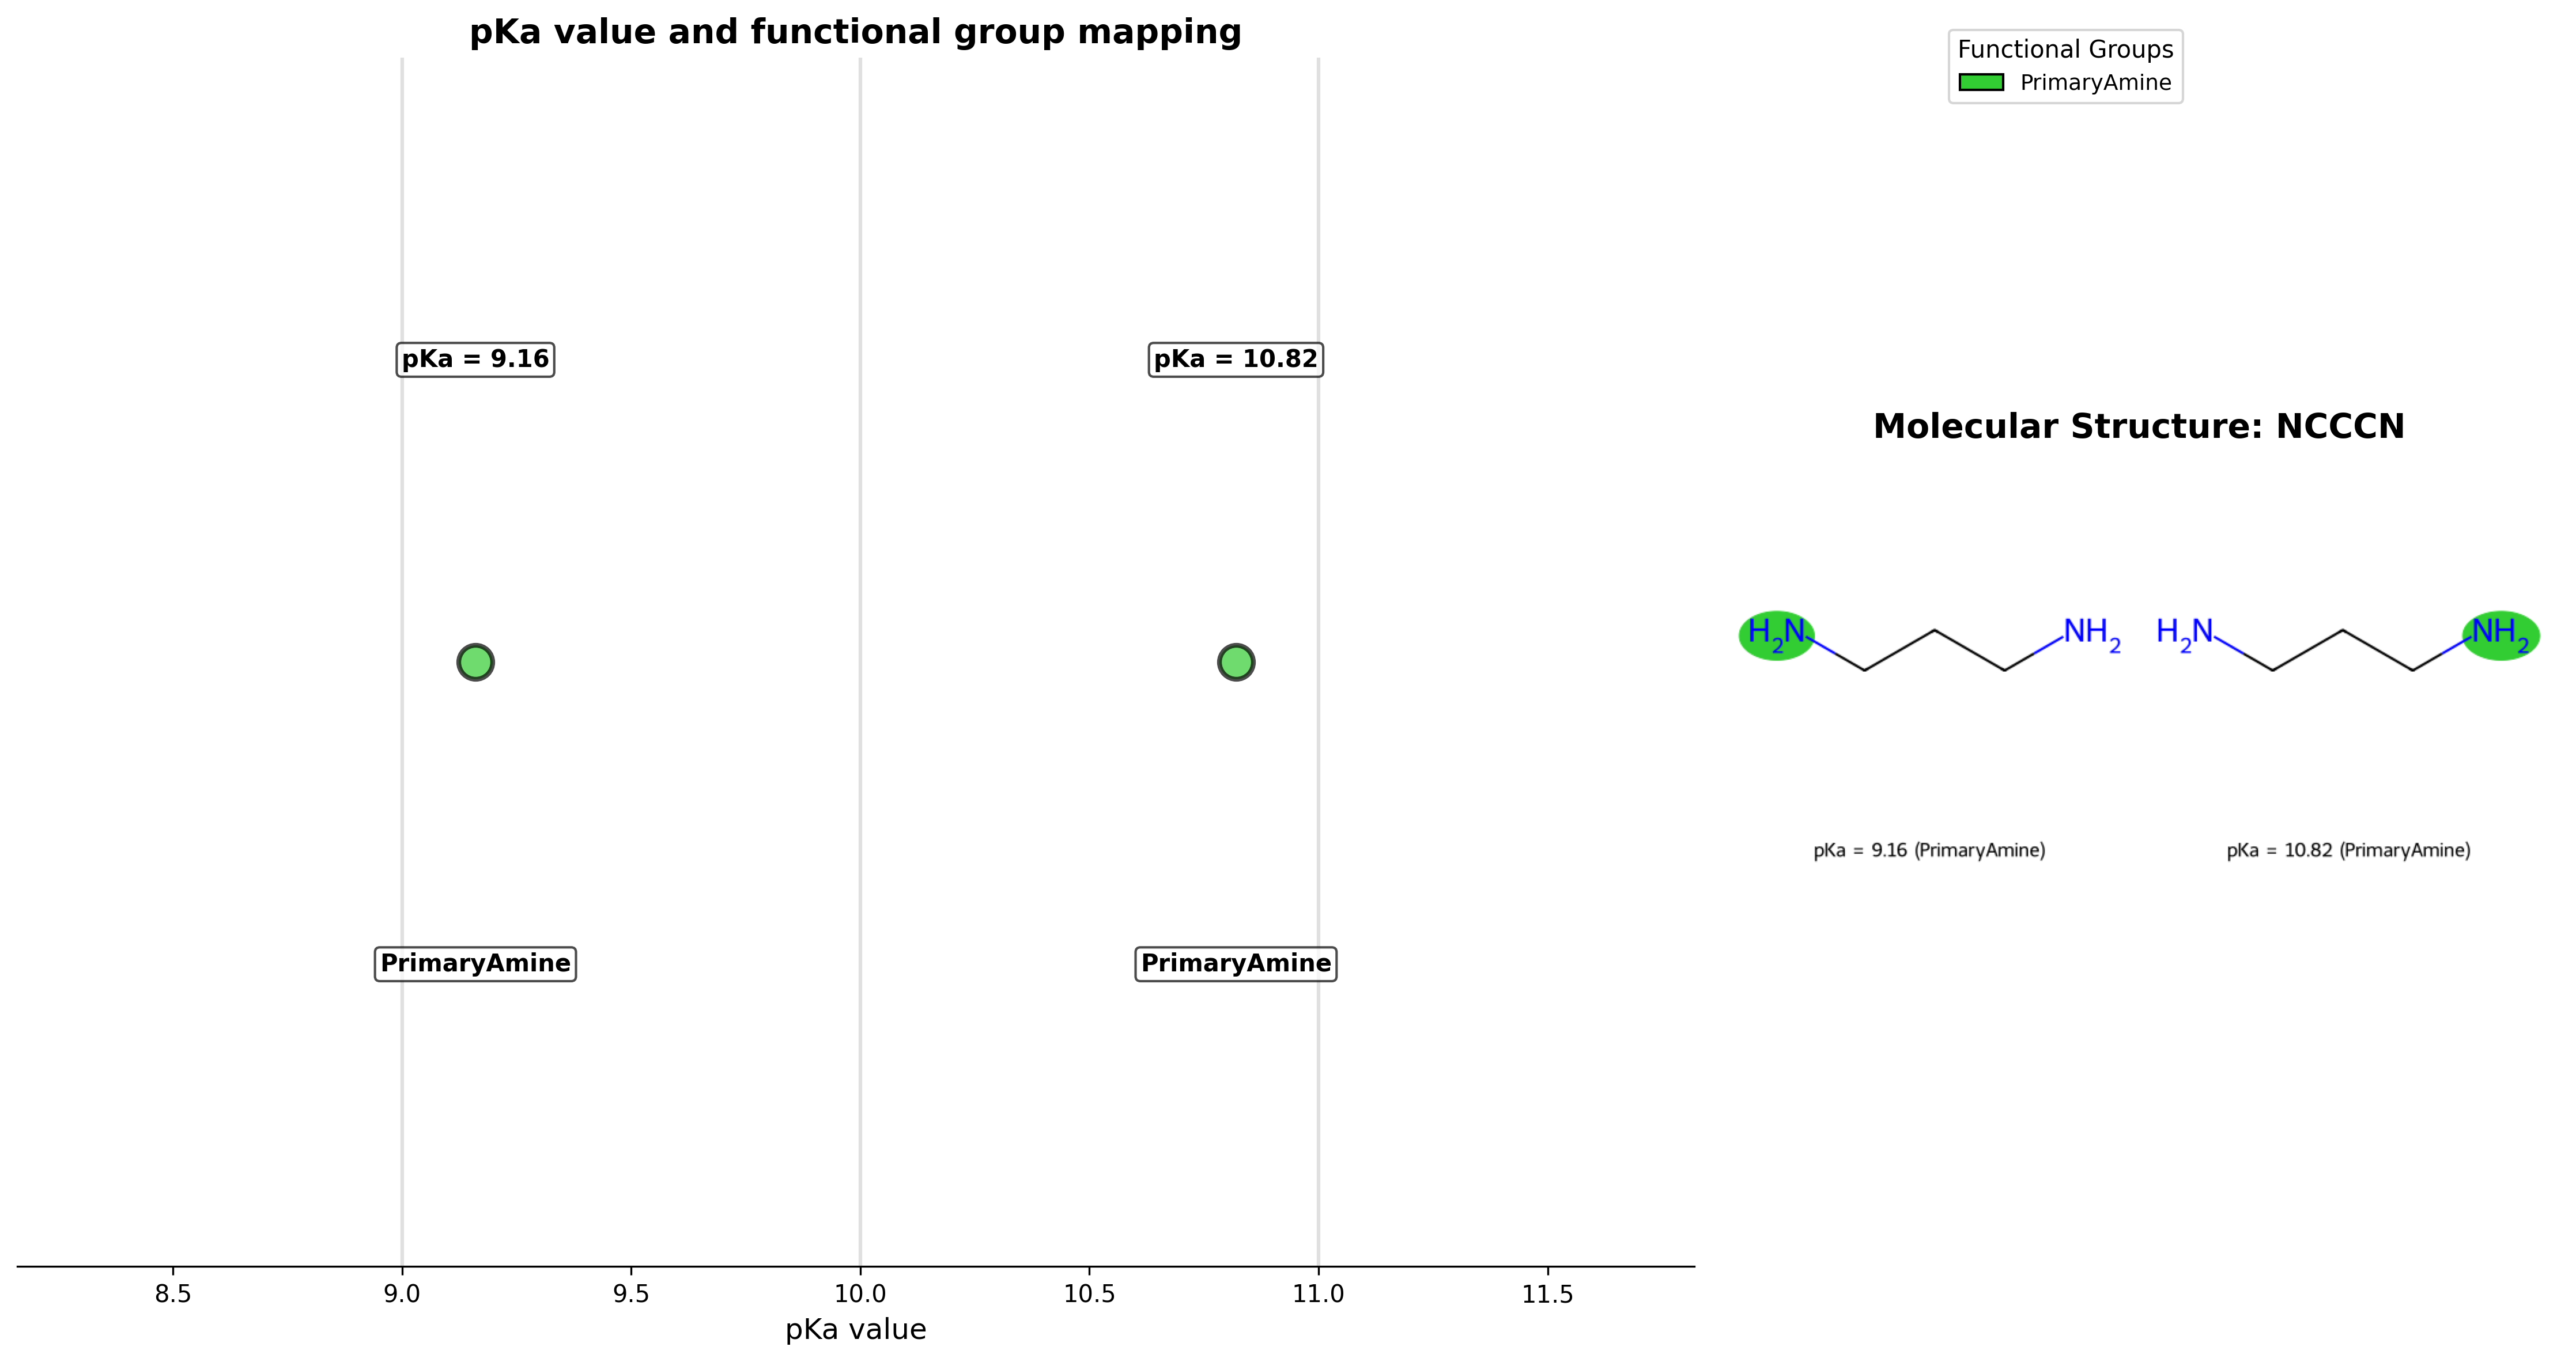 pKa value and functional group mapping
pKa = 9.16
pKa = 10.82
PrimaryAmine
PrimaryAmine
8.5
9.0
9.5
10.0
10.5
11.0
11.5
pKa value
Functional Groups
PrimaryAmine
Molecular Structure: NCCCN
H2N
NH2
H2N
NH2
pKa = 9.16 (PrimaryAmine)
pKa = 10.82 (PrimaryAmine)